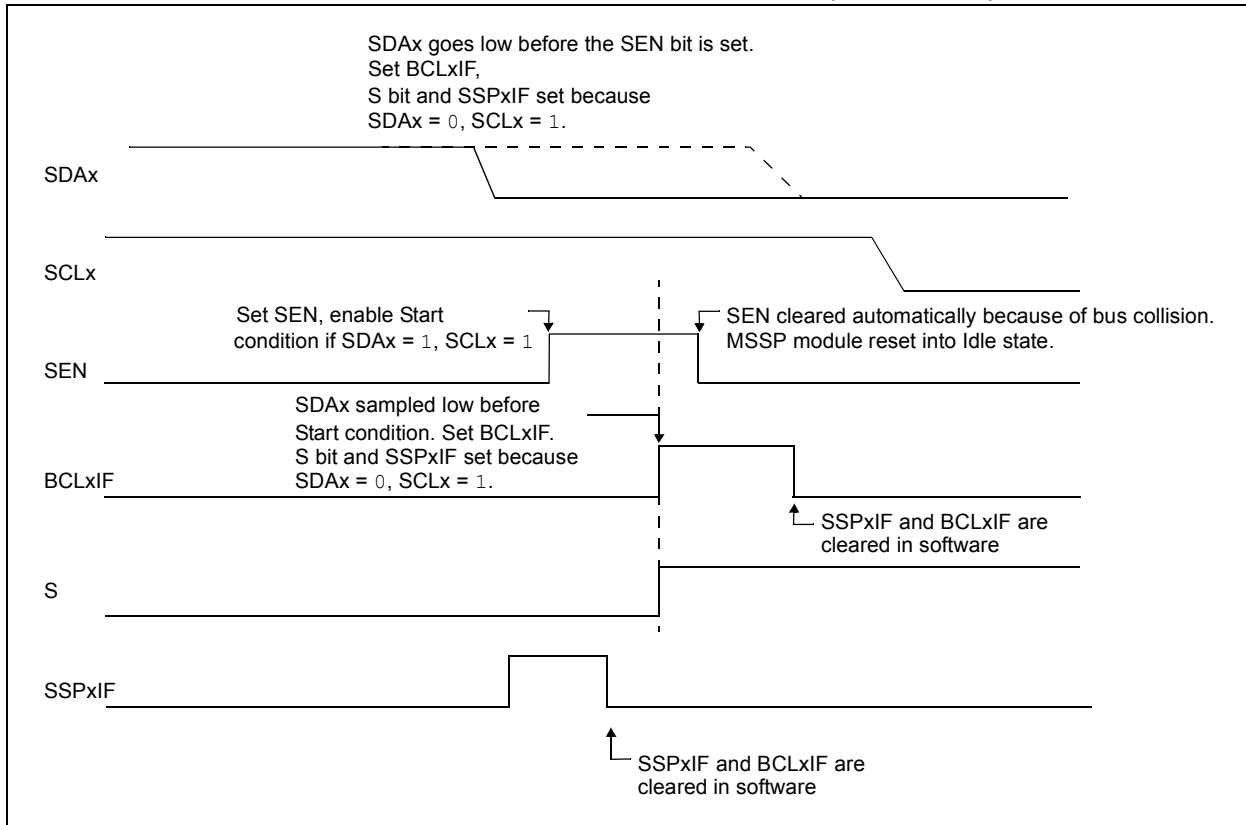 SDAx goes low before the SEN bit is set.
Set BCLxIF,
S bit and SSPxIF set because
SDAx = 0, SCLx = 1.
SDAx
SCLx
Set SEN, enable Start
condition if SDAx = 1, SCLx = 1
SEN cleared automatically because of bus collision.
MSSP module reset into Idle state.
SEN
SDAx sampled low before
Start condition. Set BCLxIF.
S bit and SSPxIF set because
SDAx = 0, SCLx = 1.
BCLxIF
SSPxIF and BCLxIF are
cleared in software
S
SSPxIF
SSPxIF and BCLxIF are
cleared in software